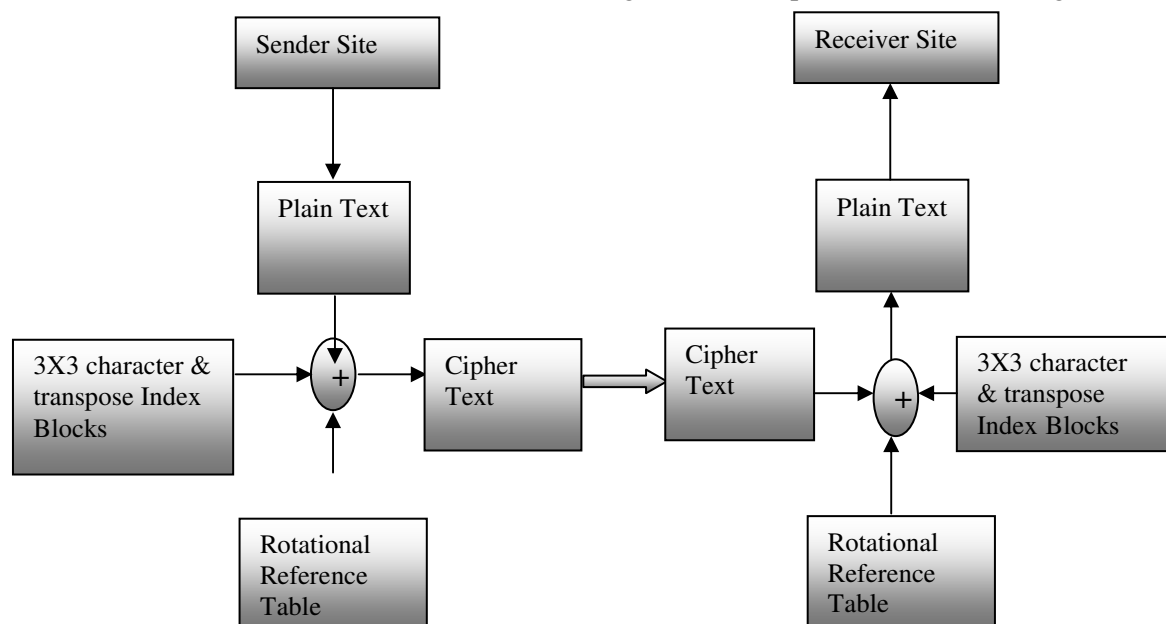 Sender Site
Receiver Site
Plain Text
Plain Text
3X3 character &
transpose Index
Blocks
+
Cipher
Text
Cipher
Text
+
3X3 character
& transpose
Index Blocks
Rotational
Reference
Table
Rotational
Reference
Table